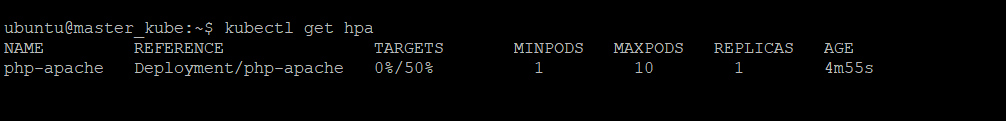 ubuntu@master_kube:~$ kubectl get hpa
NAME REFERENCE TARGETS MINPODS MAXPODS REPLICAS AGE
php-apache Deployment/php-apache 0%/50% 1 10 1 4m55s